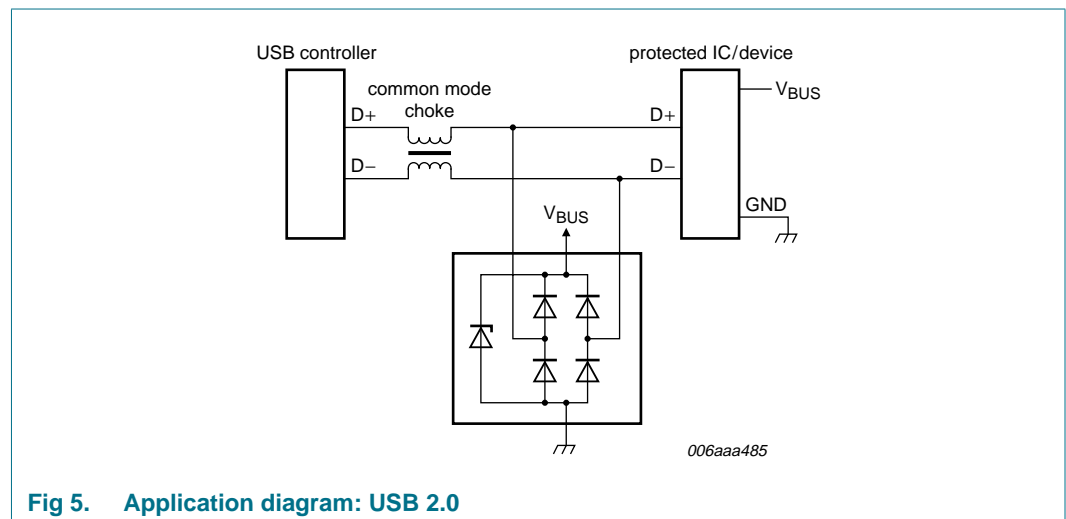 USB controller
protected IC/device
common mode
choke
VBUS
D+
D+
D−
D−
GND
VBUS
006aaa485
Fig 5. Application diagram: USB 2.0